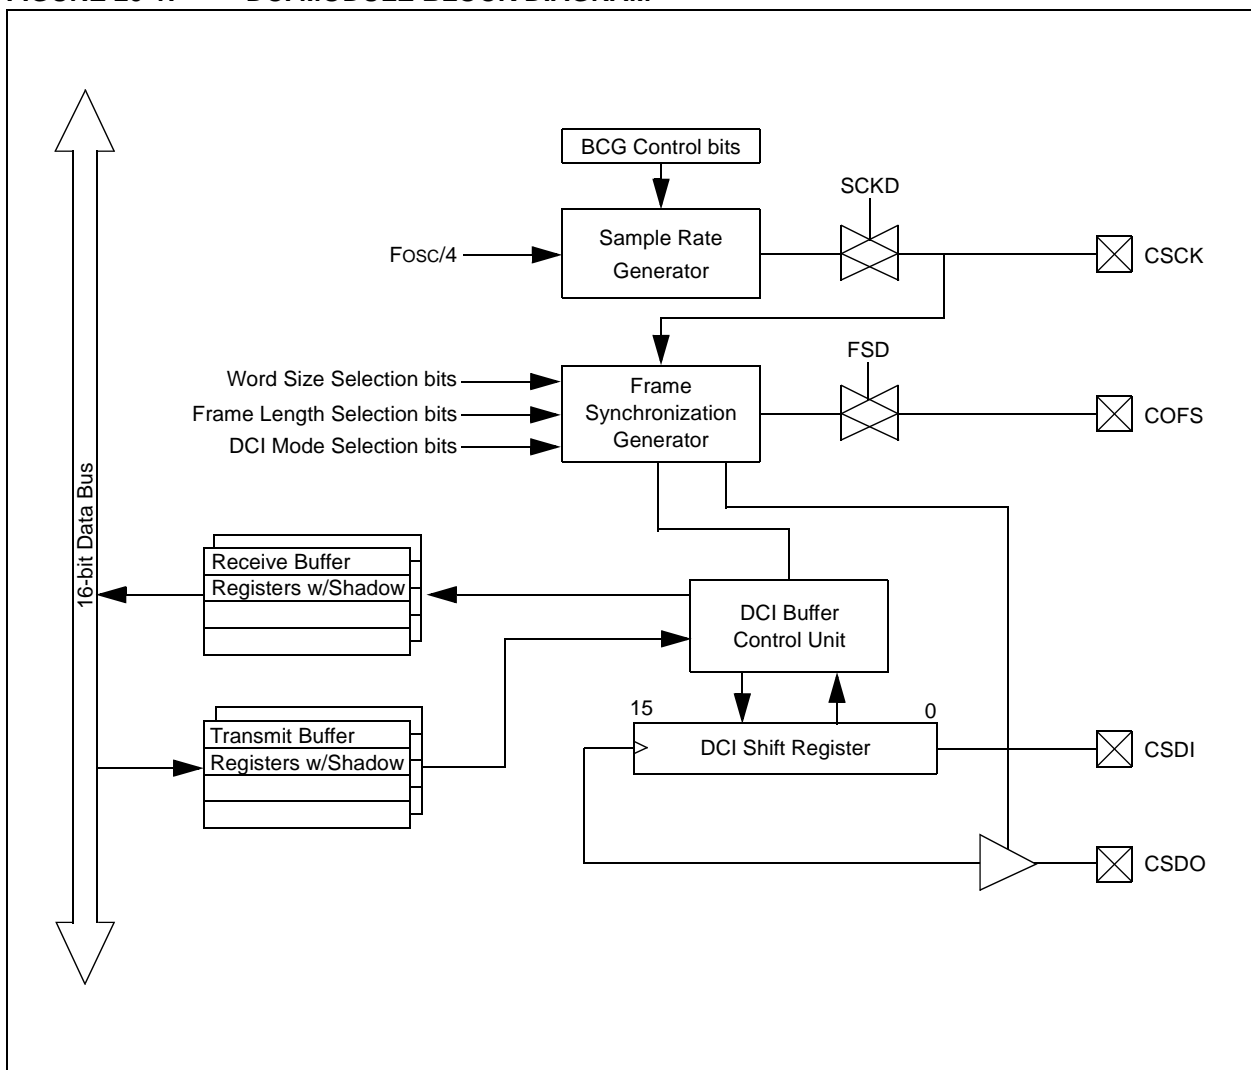 BCG Control bits
SCKD
Sample Rate
Generator
FOSC/4
CSCK
FSD
Word Size Selection bits
Frame Length Selection bits
DCI Mode Selection bits
Frame
Synchronization
Generator
COFS
16-bit Data Bus
Receive Buffer
Registers w/Shadow
DCI Buffer
Control Unit
Transmit Buffer
Registers w/Shadow
15
0
DCI Shift Register
CSDI
CSDO